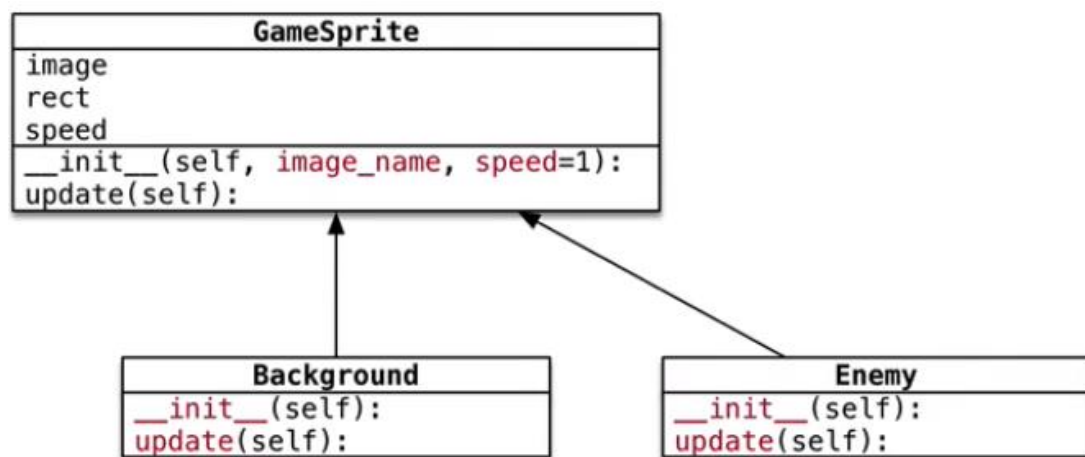 GameSprite
image
rect
speed
__init__(self, image_name, speed=1):
update(self):
Background
__init__(self):
update(self):
Enemy
__init__(self):
update(self):